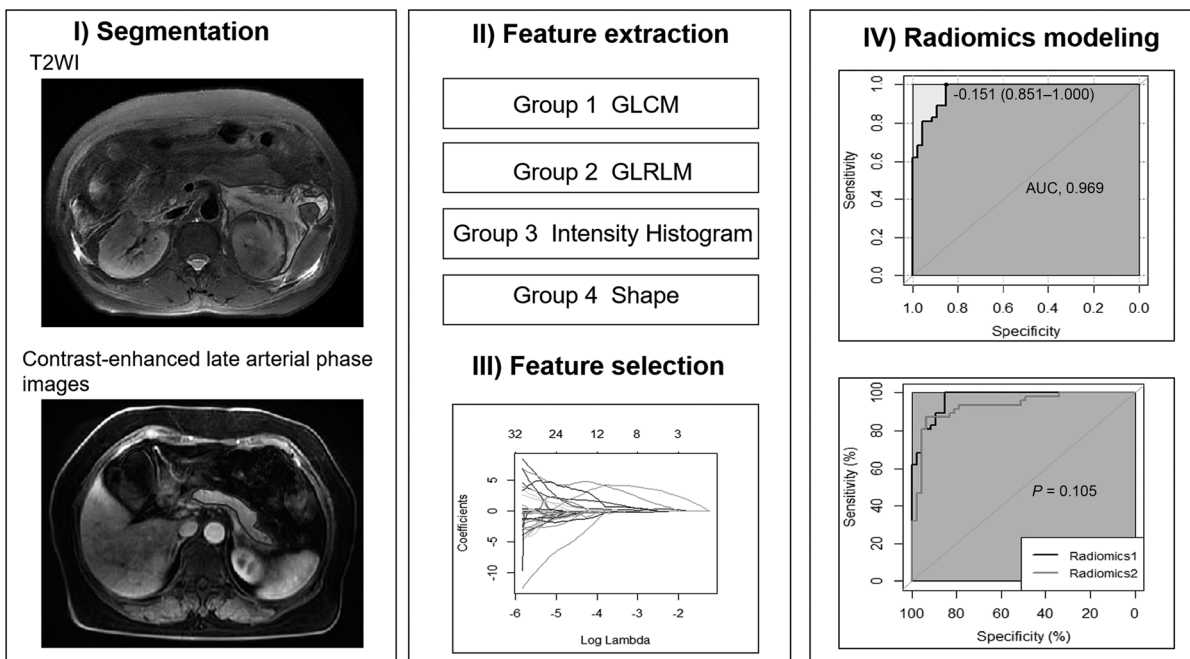 I) Segmentation
T2WI
Contrast-enhanced late arterial phase
images
II) Feature extraction
Group 1 GLCM
Group 2 GLRLM
Group 3 Intensity Histogram
Group 4 Shape
III) Feature selection
32 24 12 8 3
5
0
-5
-10
Coefficients
-6 -5 -4 -3 -2
Log Lambda
IV) Radiomics modeling
1.0
0.8
0.6
0.4
0.2
0.0
Sensitivity
-0.151 (0.851–1.000)
AUC, 0.969
1.0 0.8 0.6 0.4 0.2 0.0
Specificity
100
80
60
40
20
0
Sensitivity (%)
P = 0.105
Radiomics1
Radiomics2
100 80 60 40 20 0
Specificity (%)